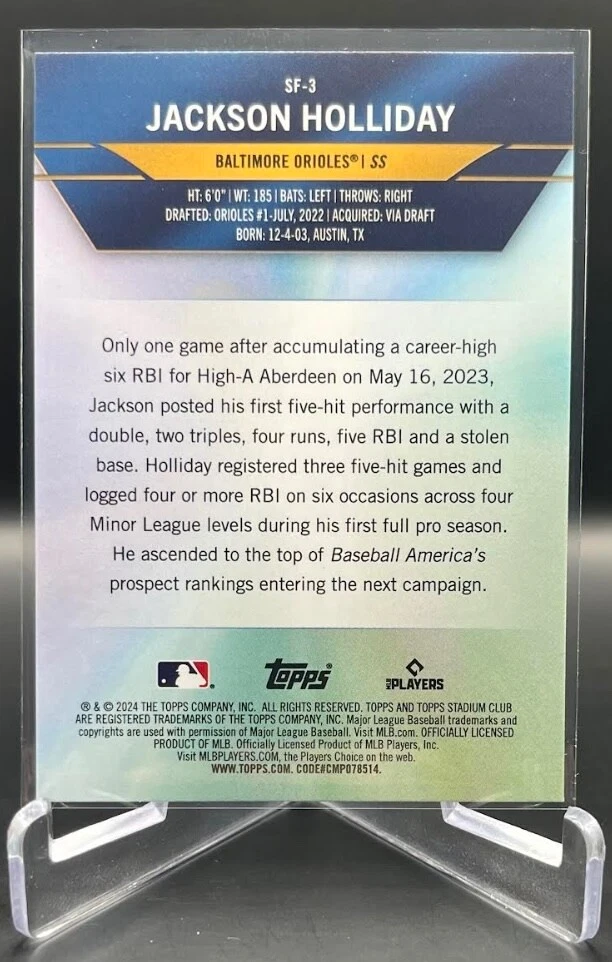 SF-3
JACKSON HOLLIDAY
BALTIMORE ORIOLES® | SS
HT: 6'0" | WT: 185 | BATS: LEFT | THROWS: RIGHT
DRAFTED: ORIOLES #1-JULY, 2022 | ACQUIRED: VIA DRAFT
BORN: 12-4-03, AUSTIN, TX
Only one game after accumulating a career-high
six RBI for High-A Aberdeen on May 16, 2023,
Jackson posted his first five-hit performance with a
double, two triples, four runs, five RBI and a stolen
base. Holliday registered three five-hit games and
logged four or more RBI on six occasions across four
Minor League levels during his first full pro season.
He ascended to the top of Baseball America's
prospect rankings entering the next campaign.
Topps® MLB PLAYERS
® & © 2024 THE TOPPS COMPANY, INC. ALL RIGHTS RESERVED. TOPPS AND TOPPS STADIUM CLUB
ARE REGISTERED TRADEMARKS OF THE TOPPS COMPANY, INC. Major League Baseball trademarks and
copyrights are used with permission of Major League Baseball. Visit MLB.com. OFFICIALLY LICENSED
PRODUCT OF MLB. Officially Licensed Product of MLB Players, Inc.
Visit MLBPLAYERS.COM, the Players Choice on the web.
WWW.TOPPS.COM. CODE#CMP078514.